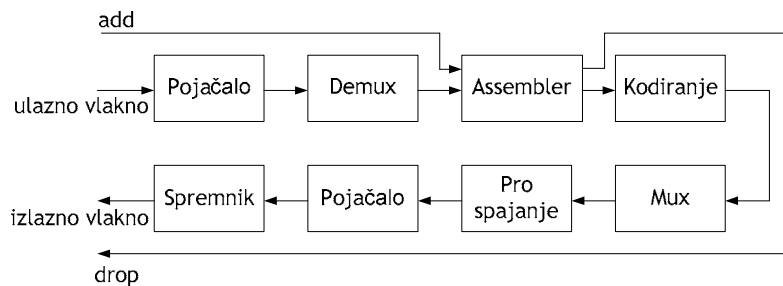 add
ulazno vlakno
Pojačalo
Demux
Assembler
Kodiranje
izlazno vlakno
Spremnik
Pojačalo
Pro
spajanje
Mux
drop